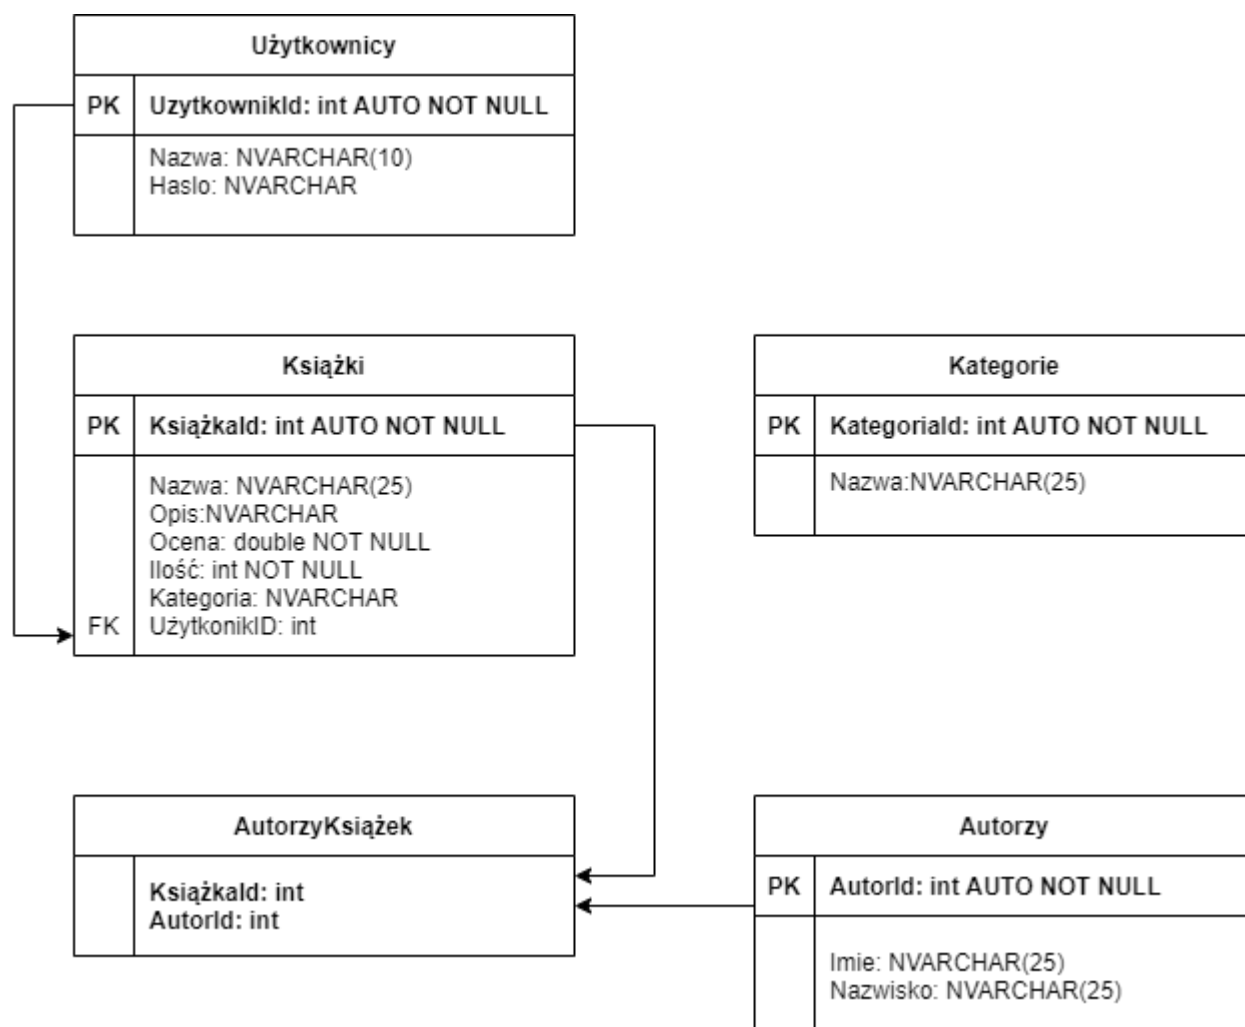 Użytkownicy
PK UzytkownikId: int AUTO NOT NULL
Nazwa: NVARCHAR(10)
Haslo: NVARCHAR
Książki
PK KsiążkaId: int AUTO NOT NULL
Nazwa: NVARCHAR(25)
Opis:NVARCHAR
Ocena: double NOT NULL
Ilość: int NOT NULL
Kategoria: NVARCHAR
FK UżytkonikID: int
Kategorie
PK KategoriaId: int AUTO NOT NULL
Nazwa:NVARCHAR(25)
AutorzyKsiążek
KsiążkaId: int
AutorId: int
Autorzy
PK AutorId: int AUTO NOT NULL
Imie: NVARCHAR(25)
Nazwisko: NVARCHAR(25)